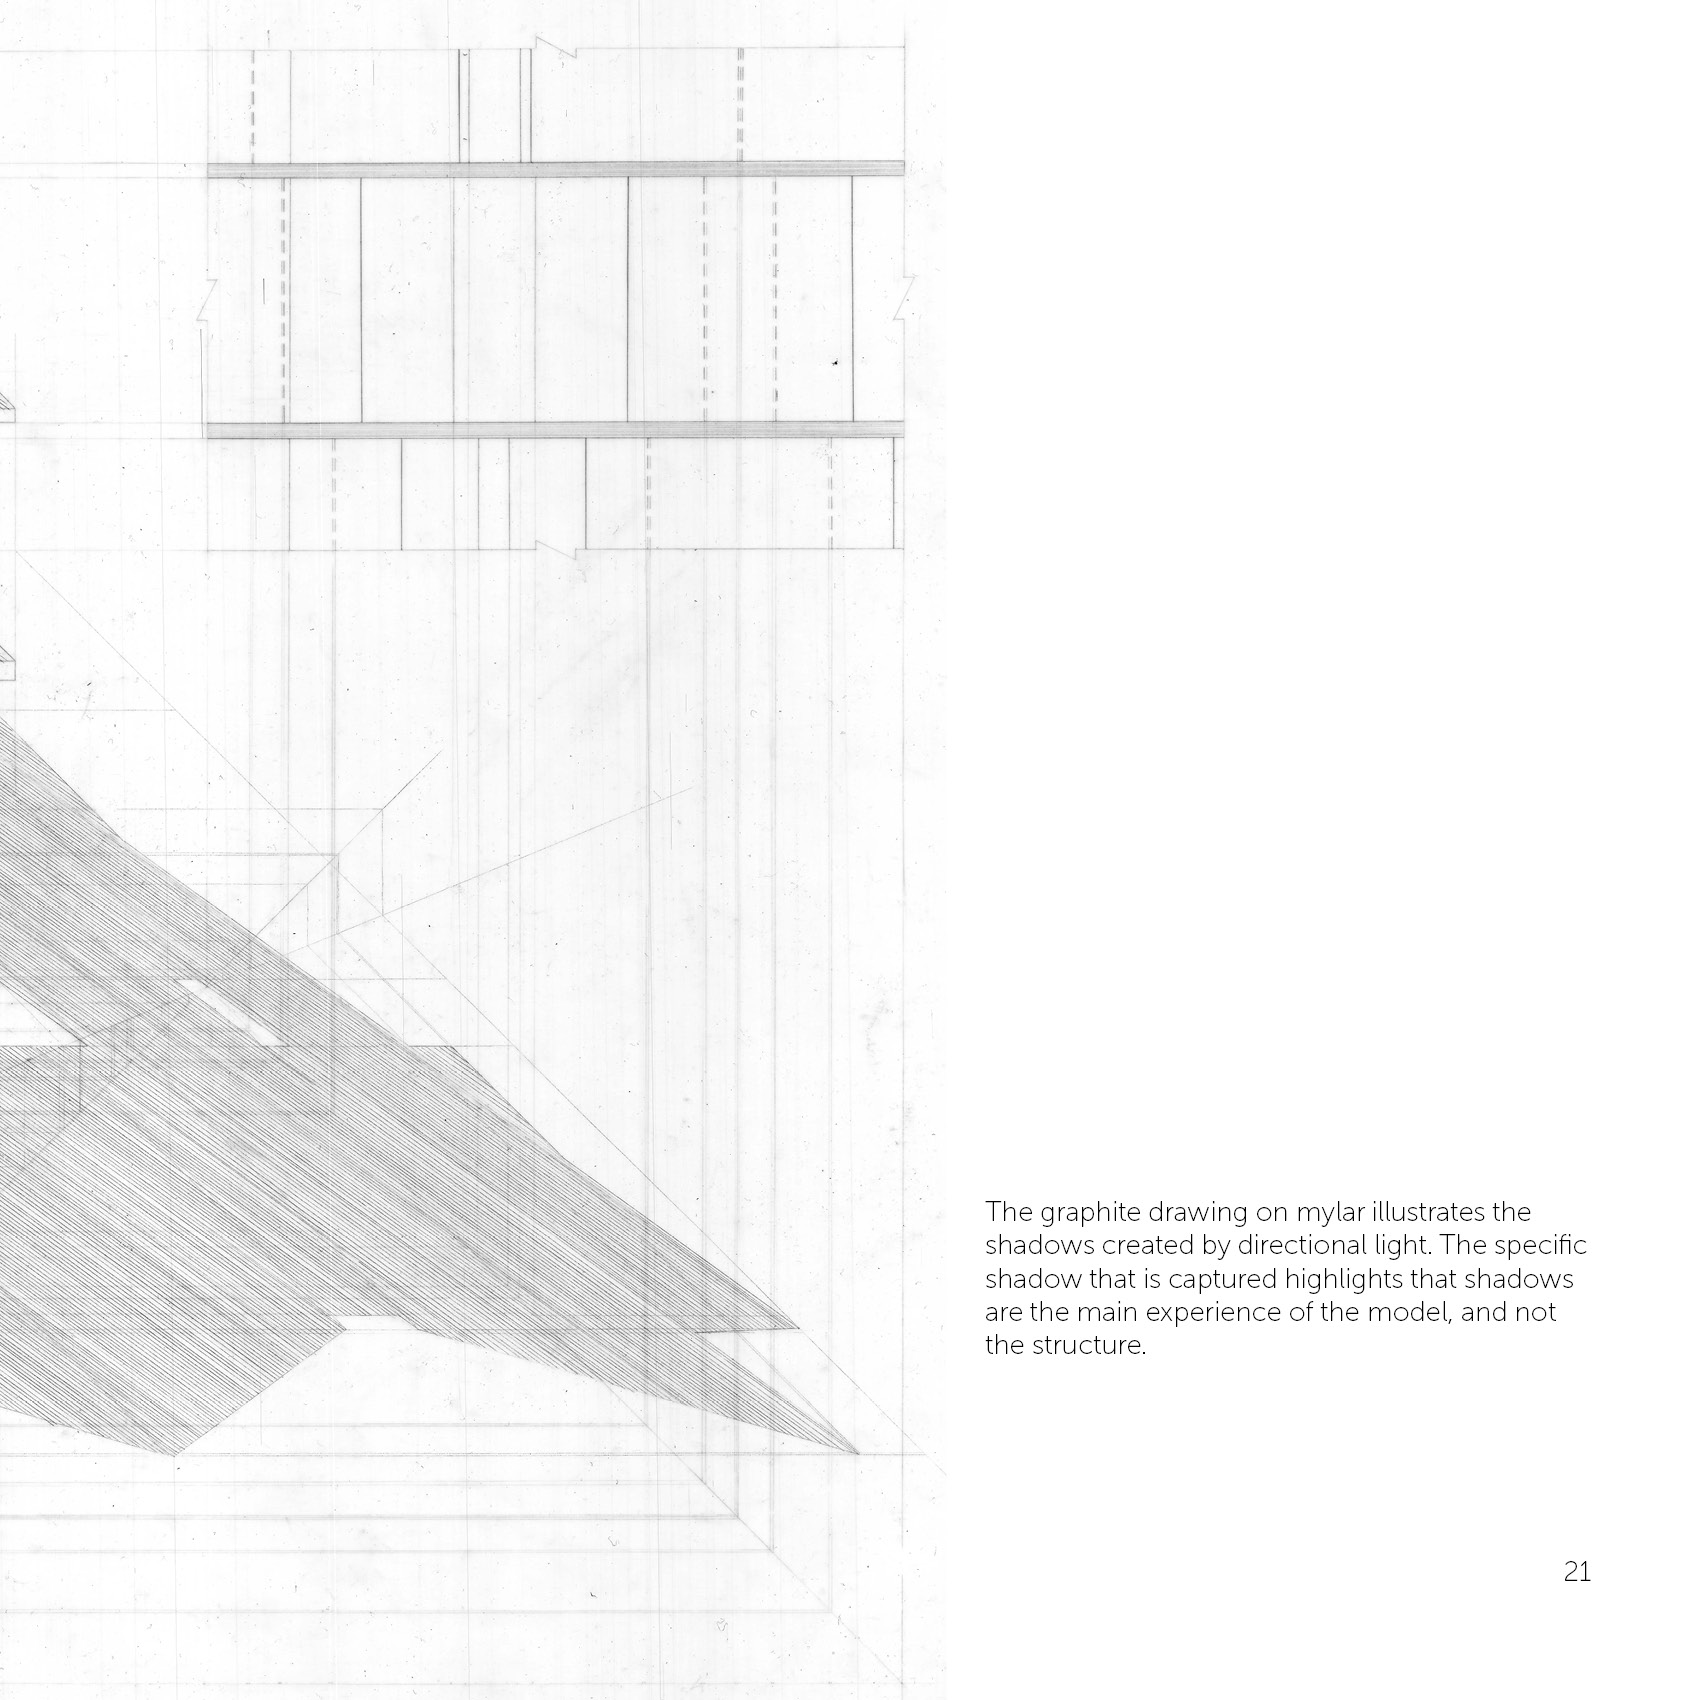 The graphite drawing on mylar illustrates the
shadows created by directional light. The specific
shadow that is captured highlights that shadows
are the main experience of the model, and not
the structure.
21